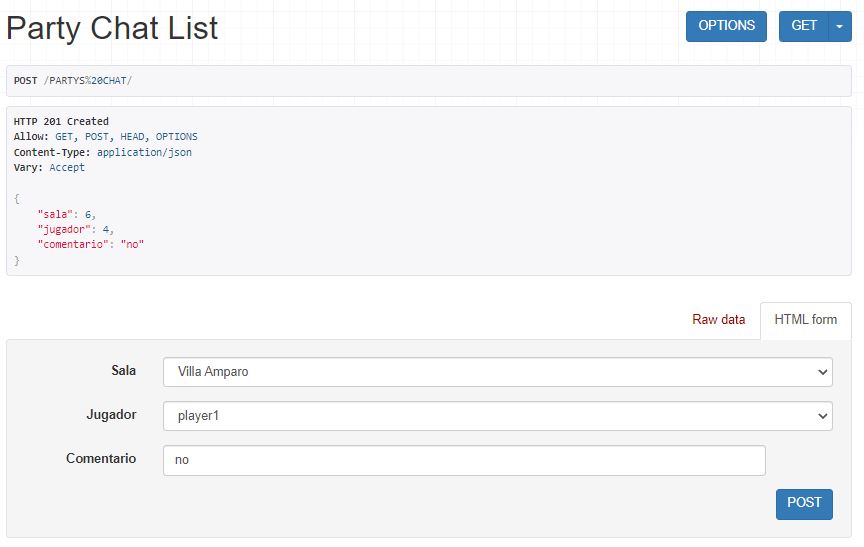 Party Chat List
OPTIONS
GET
POST /PARTYS%20CHAT/
HTTP 201 Created
Allow: GET, POST, HEAD, OPTIONS
Content-Type: application/json
Vary: Accept
{
"sala": 6,
"jugador": 4,
"comentario": "no"
}
Raw data
HTML form
Sala
Villa Amparo
Jugador
player1
Comentario
no
POST